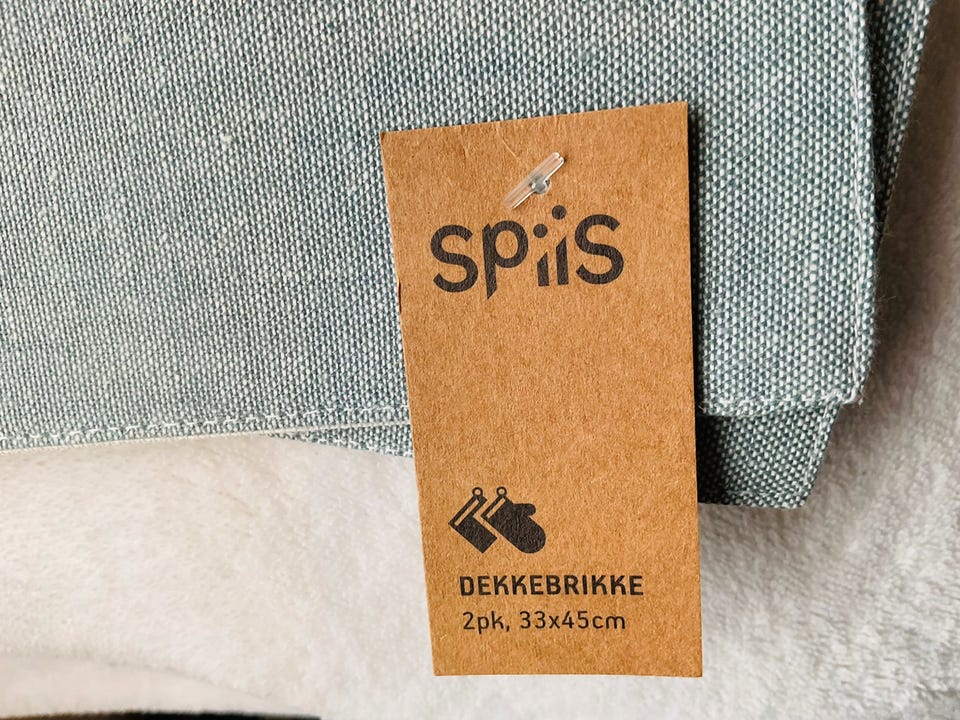 spiis
DEKKEBRIKKE
2pk, 33x45cm